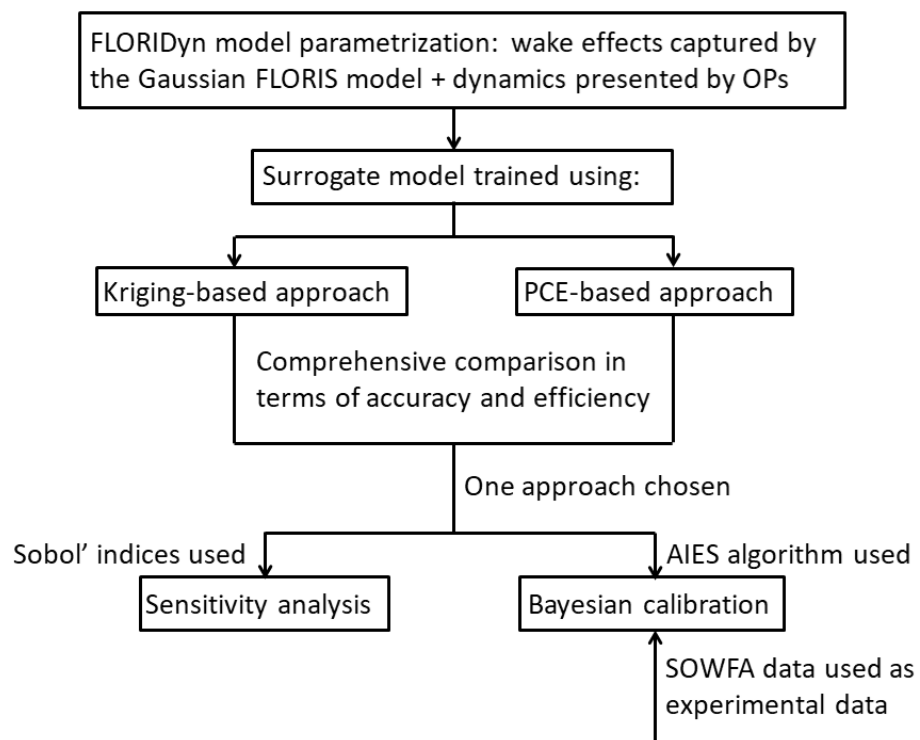 FLORIDyn model parametrization: wake effects captured by
the Gaussian FLORIS model + dynamics presented by OPs
Surrogate model trained using:
Kriging-based approach
PCE-based approach
Comprehensive comparison in
terms of accuracy and efficiency
One approach chosen
Sobol’ indices used
AIES algorithm used
Sensitivity analysis
Bayesian calibration
SOWFA data used as
experimental data